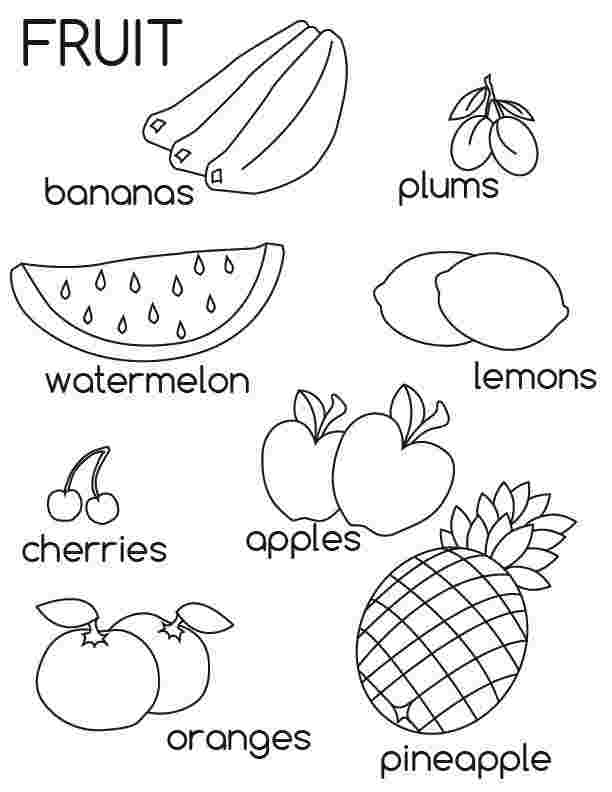 FRUIT
bananas
plums
watermelon
lemons
cherries
apples
oranges
pineapple